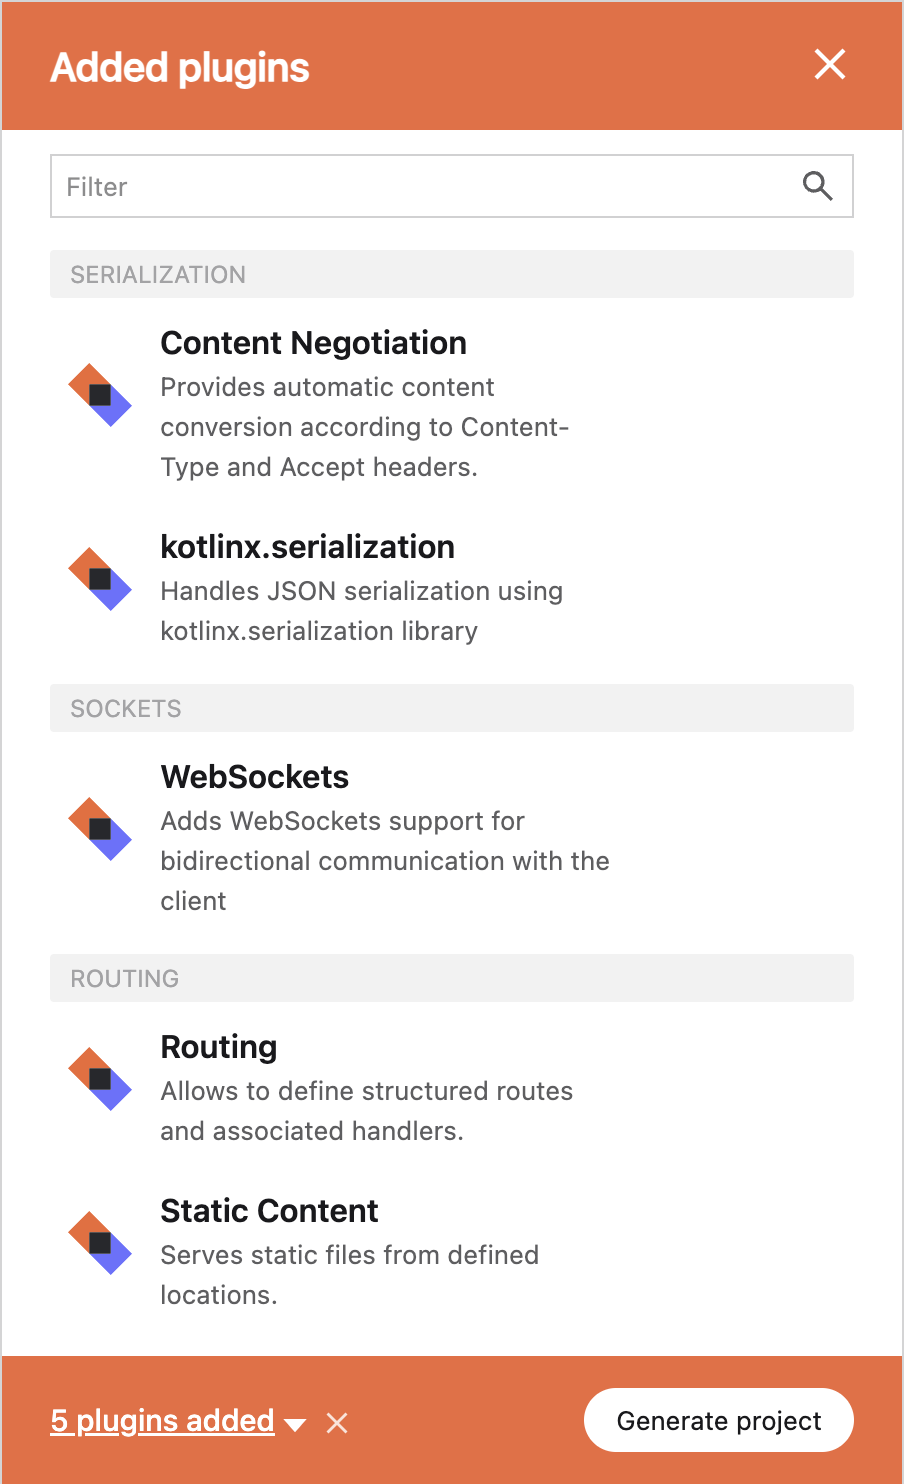 Added plugins
Filter
SERIALIZATION
Content Negotiation
Provides automatic content
conversion according to Content-
Type and Accept headers.
kotlinx.serialization
Handles JSON serialization using
kotlinx.serialization library
SOCKETS
WebSockets
Adds WebSockets support for
bidirectional communication with the
client
ROUTING
Routing
Allows to define structured routes
and associated handlers.
Static Content
Serves static files from defined
locations.
5 plugins added
Generate project